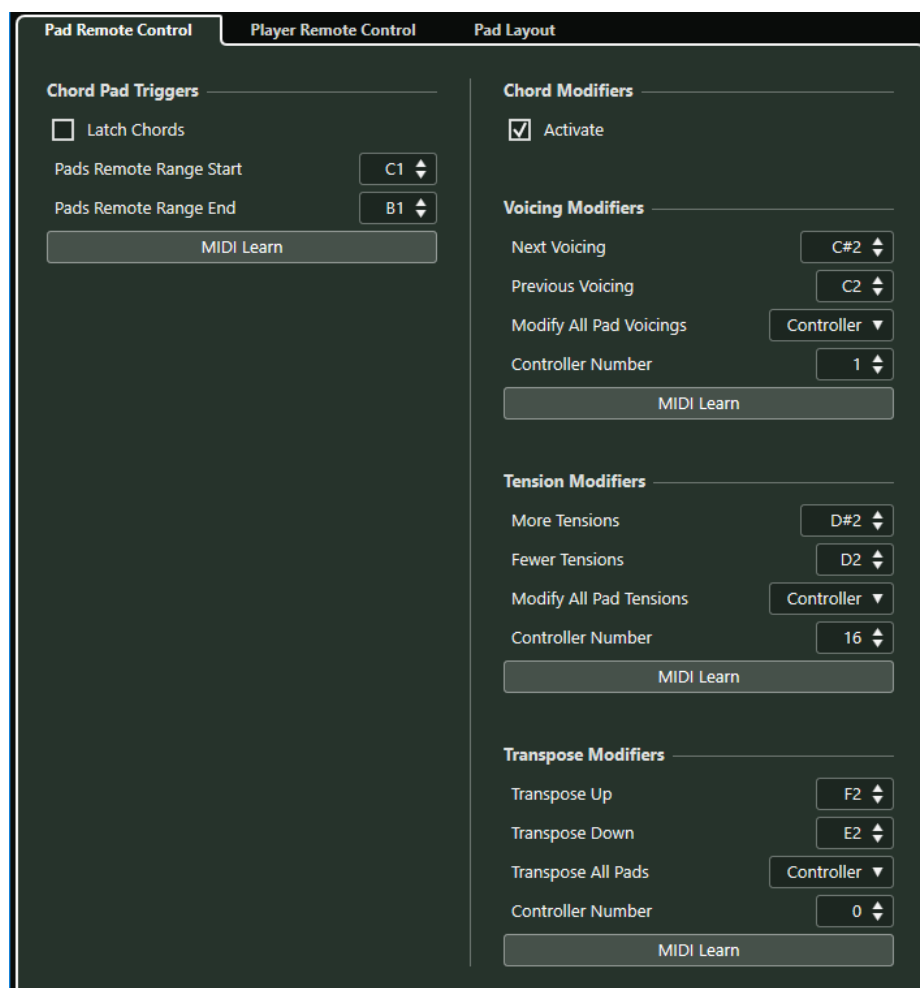 Pad Remote Control Player Remote Control Pad Layout
Chord Pad Triggers
Latch Chords
Pads Remote Range Start C1
Pads Remote Range End B1
MIDI Learn
Chord Modifiers
Activate
Voicing Modifiers
Next Voicing C#2
Previous Voicing C2
Modify All Pad Voicings Controller
Controller Number 1
MIDI Learn
Tension Modifiers
More Tensions D#2
Fewer Tensions D2
Modify All Pad Tensions Controller
Controller Number 16
MIDI Learn
Transpose Modifiers
Transpose Up F2
Transpose Down E2
Transpose All Pads Controller
Controller Number 0
MIDI Learn